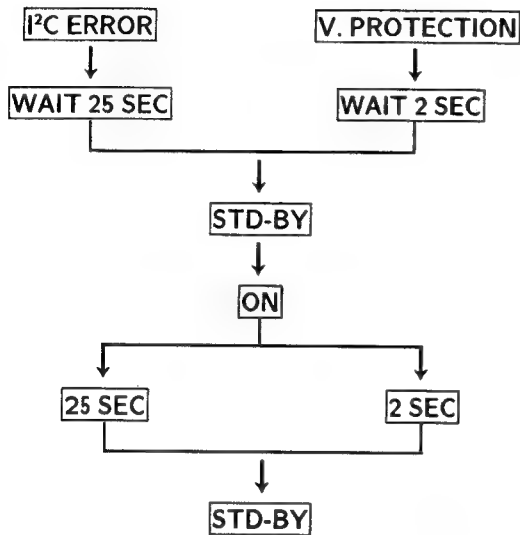 I²C ERROR
V. PROTECTION
WAIT 25 SEC
WAIT 2 SEC
STD-BY
ON
25 SEC
2 SEC
STD-BY